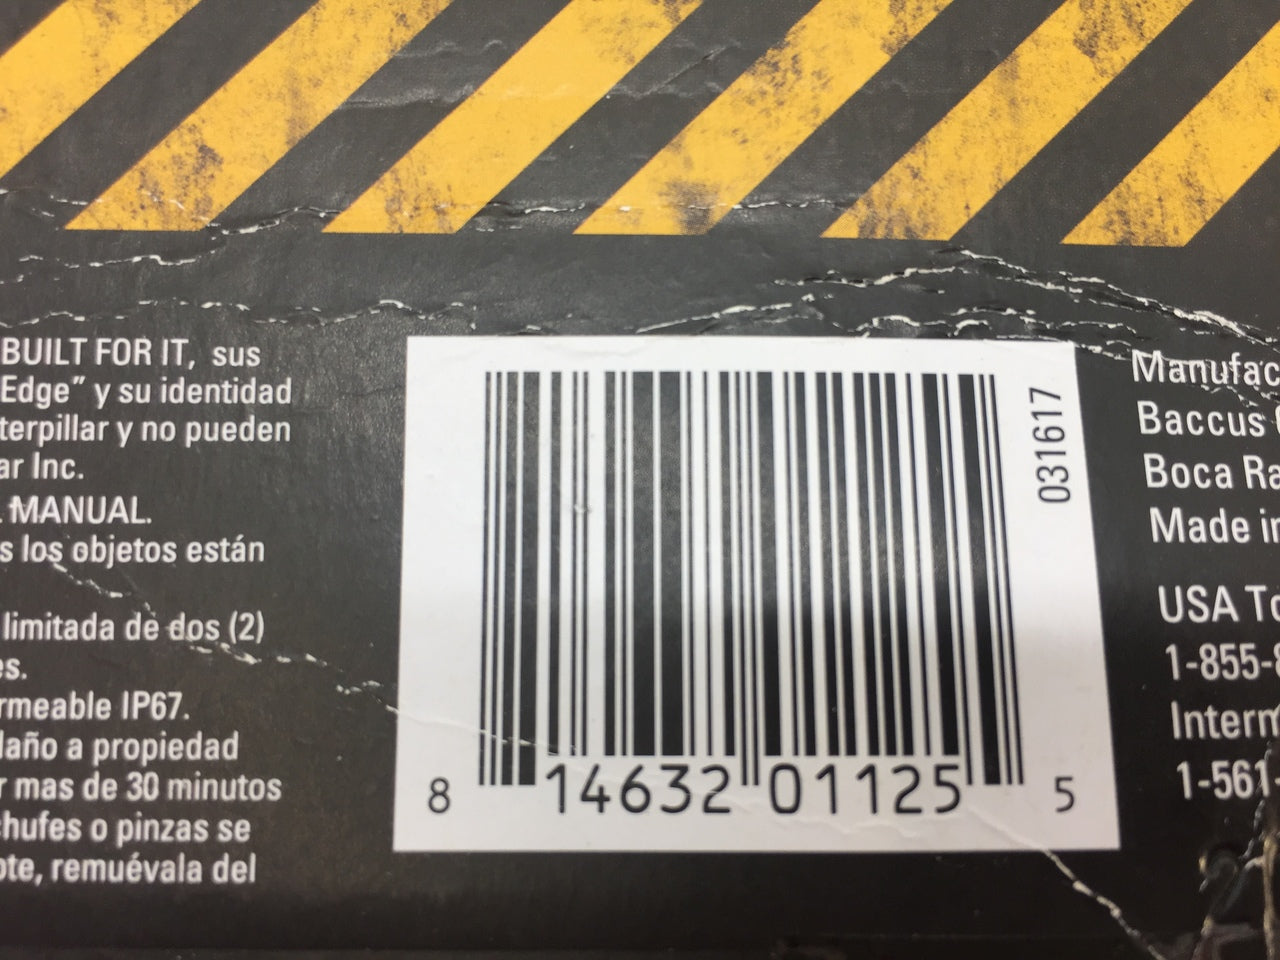 BUILT FOR IT, sus
Edge" y su identidad
terpillar y no pueden
ar Inc.
. MANUAL.
s los objetos están
limitada de dos (2)
es.
rmeable IP67.
daño a propiedad
r mas de 30 minutos
chufes o pinzas se
ote, remuévala del
031617
8 14632 01125 5
Manufac
Baccus
Boca Ra
Made in
USA To
1-855-8
Interm
1-561-